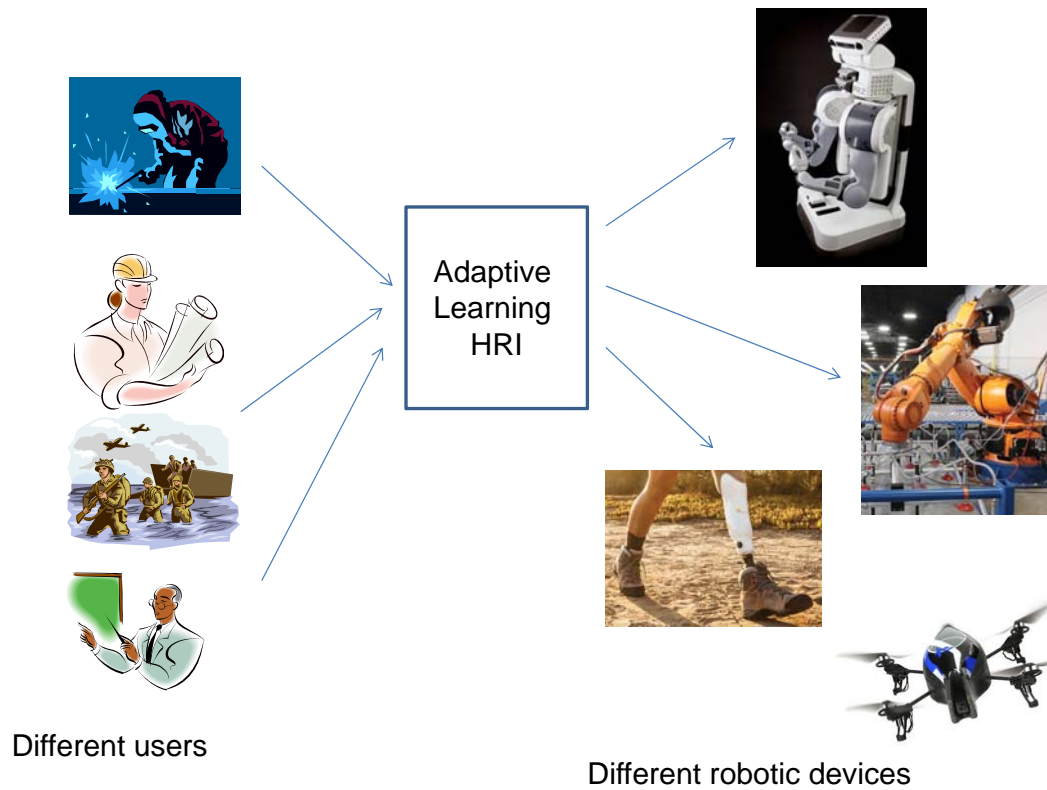 Adaptive
Learning
HRI
Different users
Different robotic devices